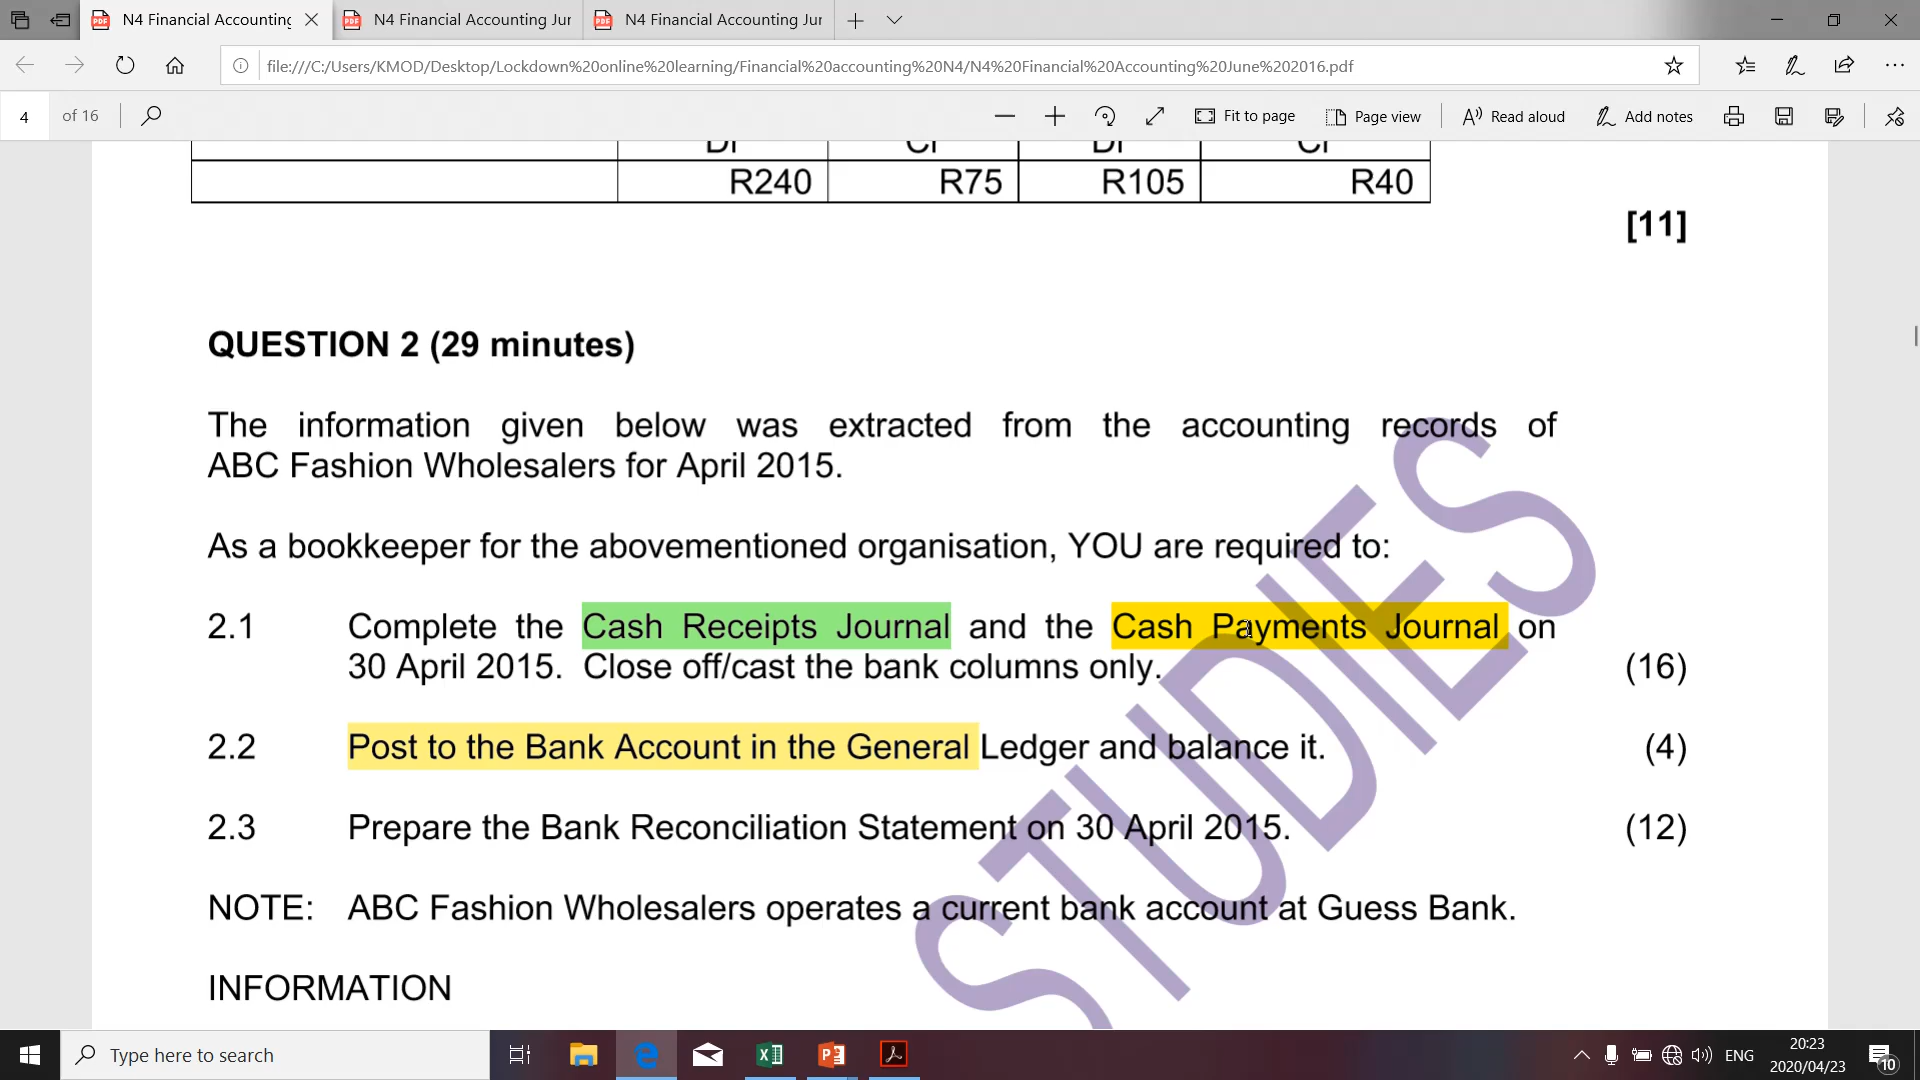 N4 Financial Accounting
N4 Financial Accounting Jur
N4 Financial Accounting Jur
file:///C:/Users/KMOD/Desktop/Lockdown%20online%20learning/Financial%20accounting%20N4/N4%20Financial%20Accounting%20June%202016.pdf
4 of 16
Fit to page
Page view
Read aloud
Add notes
Dr Cr Dr Cr
R240 R75 R105 R40
[11]
QUESTION 2 (29 minutes)
The information given below was extracted from the accounting records of
ABC Fashion Wholesalers for April 2015.
As a bookkeeper for the abovementioned organisation, YOU are required to:
2.1 Complete the Cash Receipts Journal and the Cash Payments Journal on
30 April 2015. Close off/cast the bank columns only. (16)
2.2 Post to the Bank Account in the General Ledger and balance it. (4)
2.3 Prepare the Bank Reconciliation Statement on 30 April 2015. (12)
NOTE: ABC Fashion Wholesalers operates a current bank account at Guess Bank.
INFORMATION
STUDIES
Type here to search
ENG
20:23
2020/04/23
10